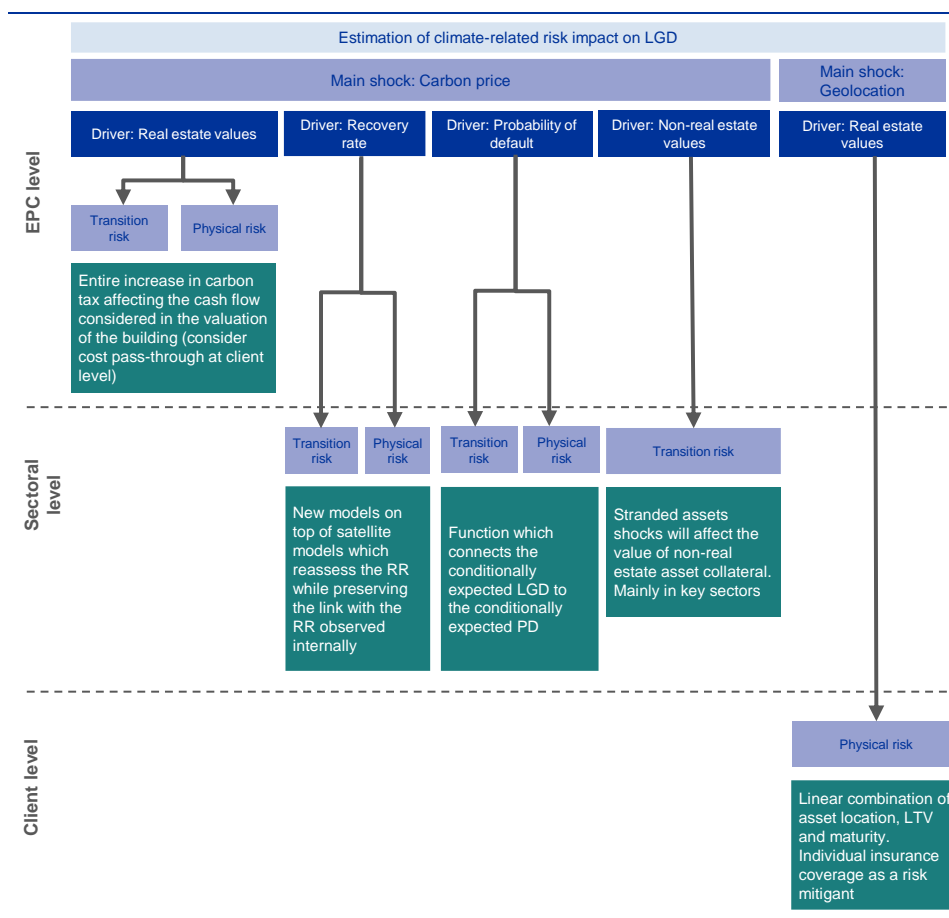 Estimation of climate-related risk impact on LGD
Main shock: Carbon price
Main shock:
Geolocation
Driver: Real estate values
Driver: Recovery
rate
Driver: Probability of
default
Driver: Non-real estate
values
Driver: Real estate
values
EPC level
Transition
risk
Physical risk
Entire increase in carbon
tax affecting the cash flow
considered in the valuation
of the building (consider
cost pass-through at client
level)
Sectoral
level
Transition
risk
Physical
risk
Transition
risk
Physical
risk
Transition risk
New models on
top of satellite
models which
reassess the RR
while preserving
the link with the
RR observed
internally
Function which
connects the
conditionally
expected LGD to
the conditionally
expected PD
Stranded assets
shocks will affect the
value of non-real
estate asset collateral.
Mainly in key sectors
Client level
Physical risk
Linear combination of
asset location, LTV
and maturity.
Individual insurance
coverage as a risk
mitigant